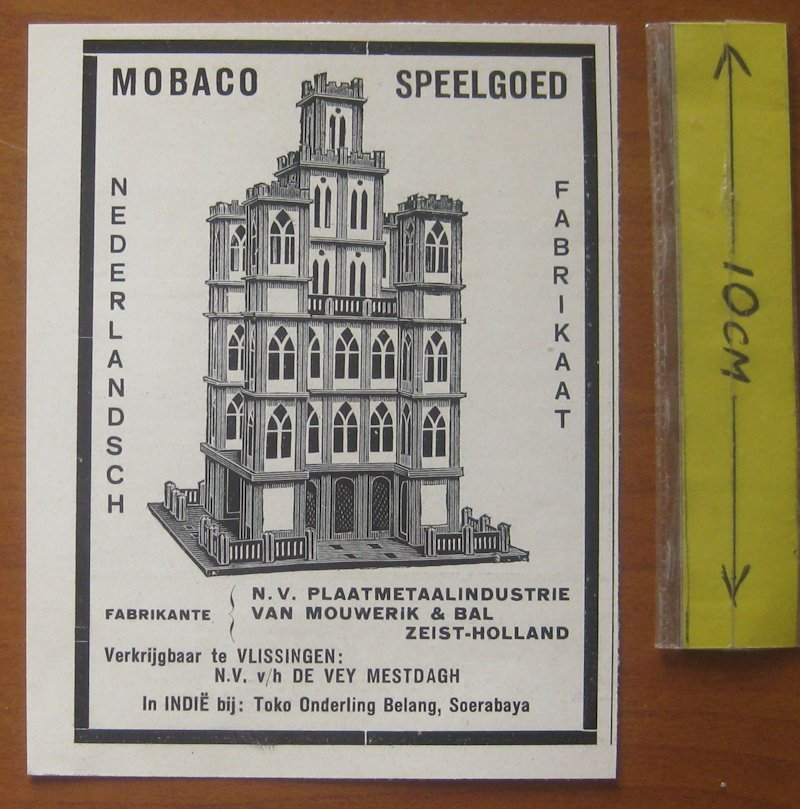 MOBACO SPEELGOED
NEDERLANDSCH
FABRIKAAT
FABRIKANTE
N.V. PLAATMETAALINDUSTRIE
VAN MOUWERiK & BAL
ZEIST-HOLLAND
Verkrijgbaar te VLISSINGEN:
N.V. v/h DE VEY MESTDAGH
In INDIË bij: Toko Onderling Belang, Soerabaya
10CM